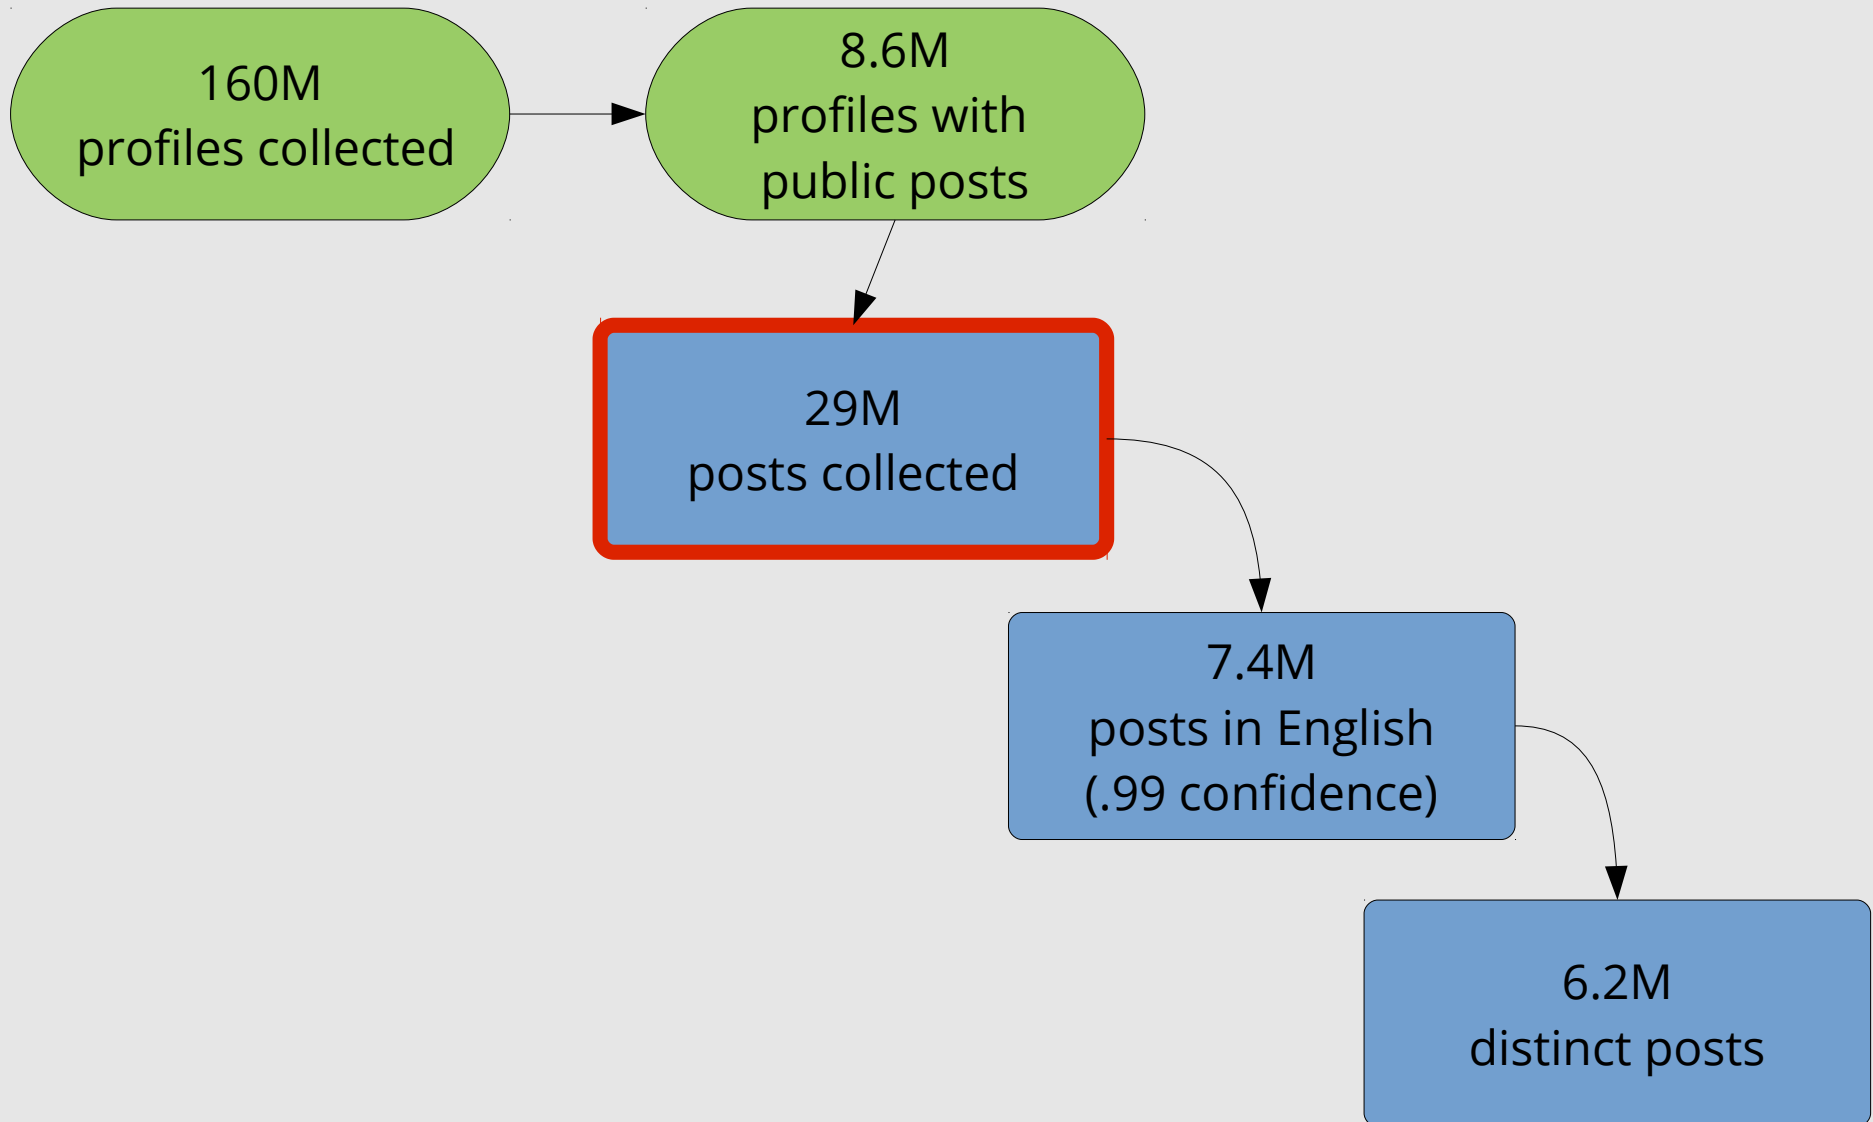 160M
profiles collected
8.6M
profiles with
public posts
29M
posts collected
7.4M
posts in English
(.99 confidence)
6.2M
distinct posts